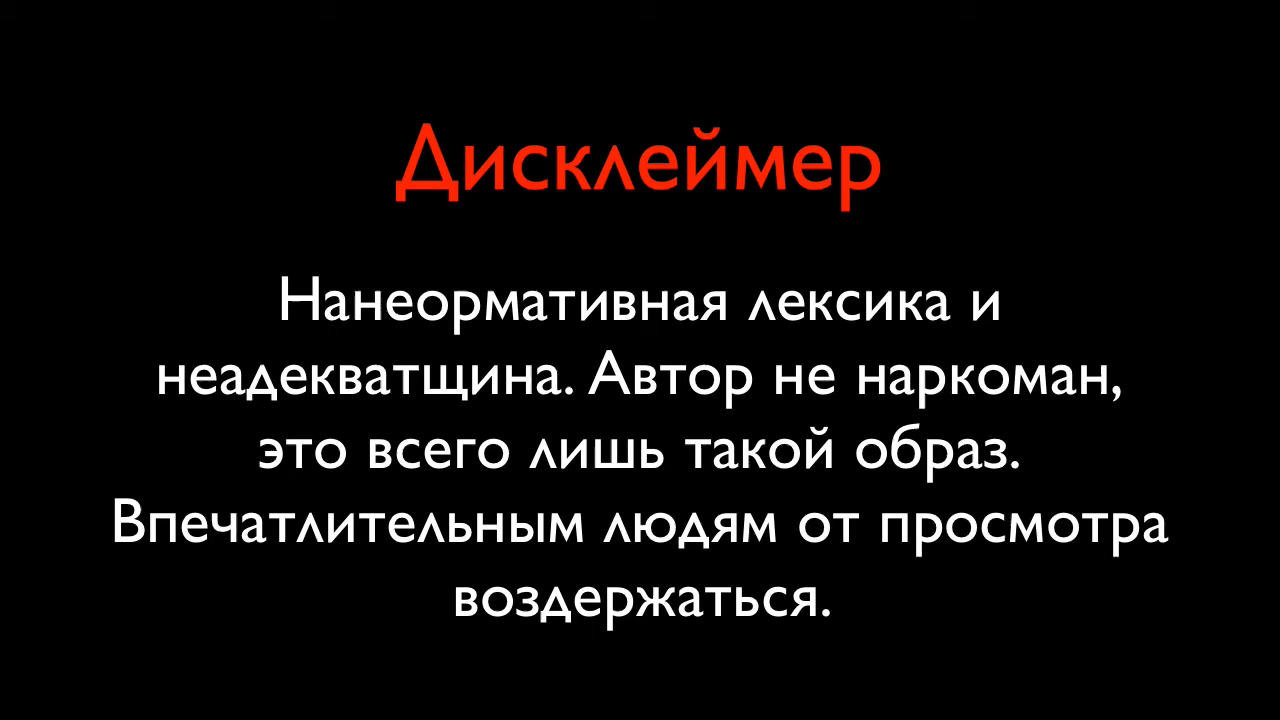 Дисклеймер
Нанеормативная лексика и
неадекватщина. Автор не наркоман,
это всего лишь такой образ.
Впечатлительным людям от просмотра
воздержаться.